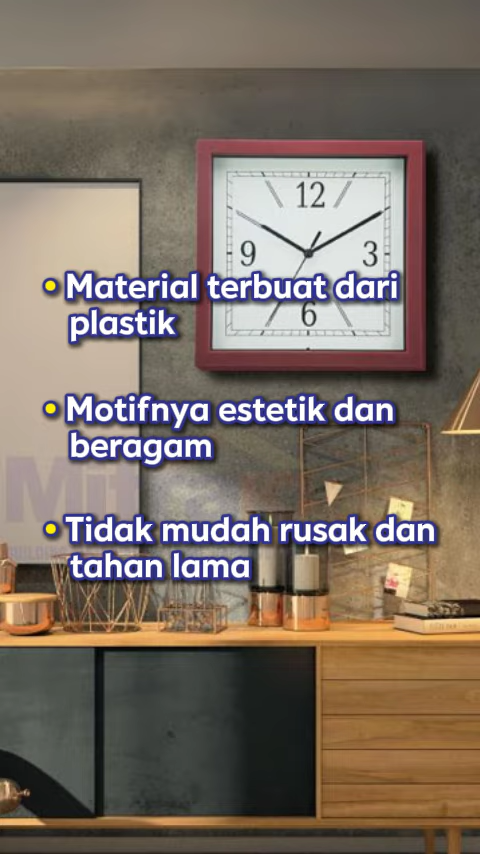 12
9
3
6
• Material terbuat dari
plastik
• Motifnya estetik dan
beragam
• Tidak mudah rusak dan
tahan lama